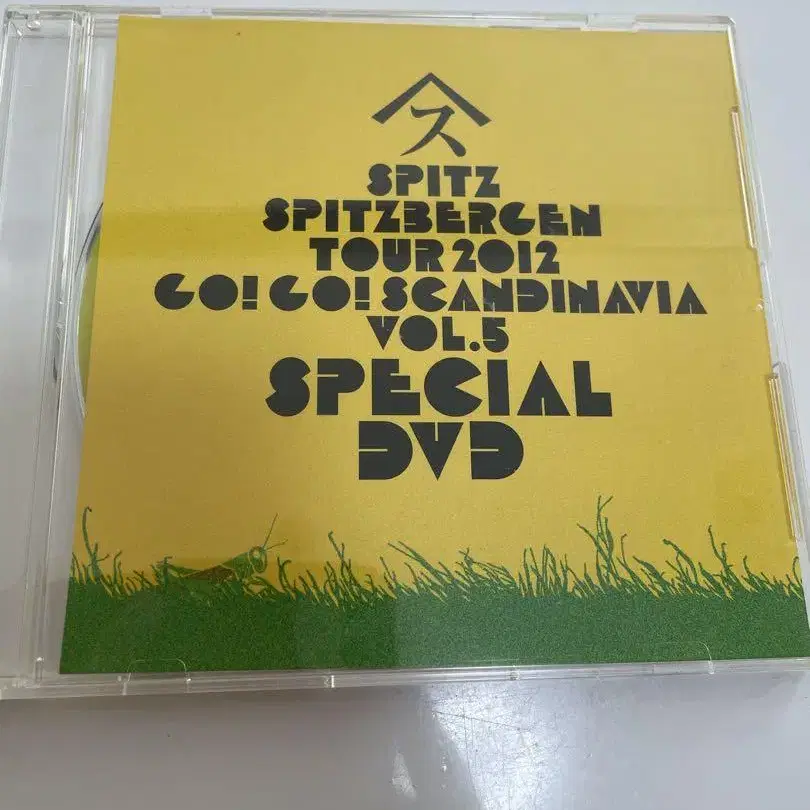 ス
SPITZ
SPITZBERGEN
TOUR 2012
GO! GO! SCANDINAVIA
VOL.5
SPECIAL
DVD